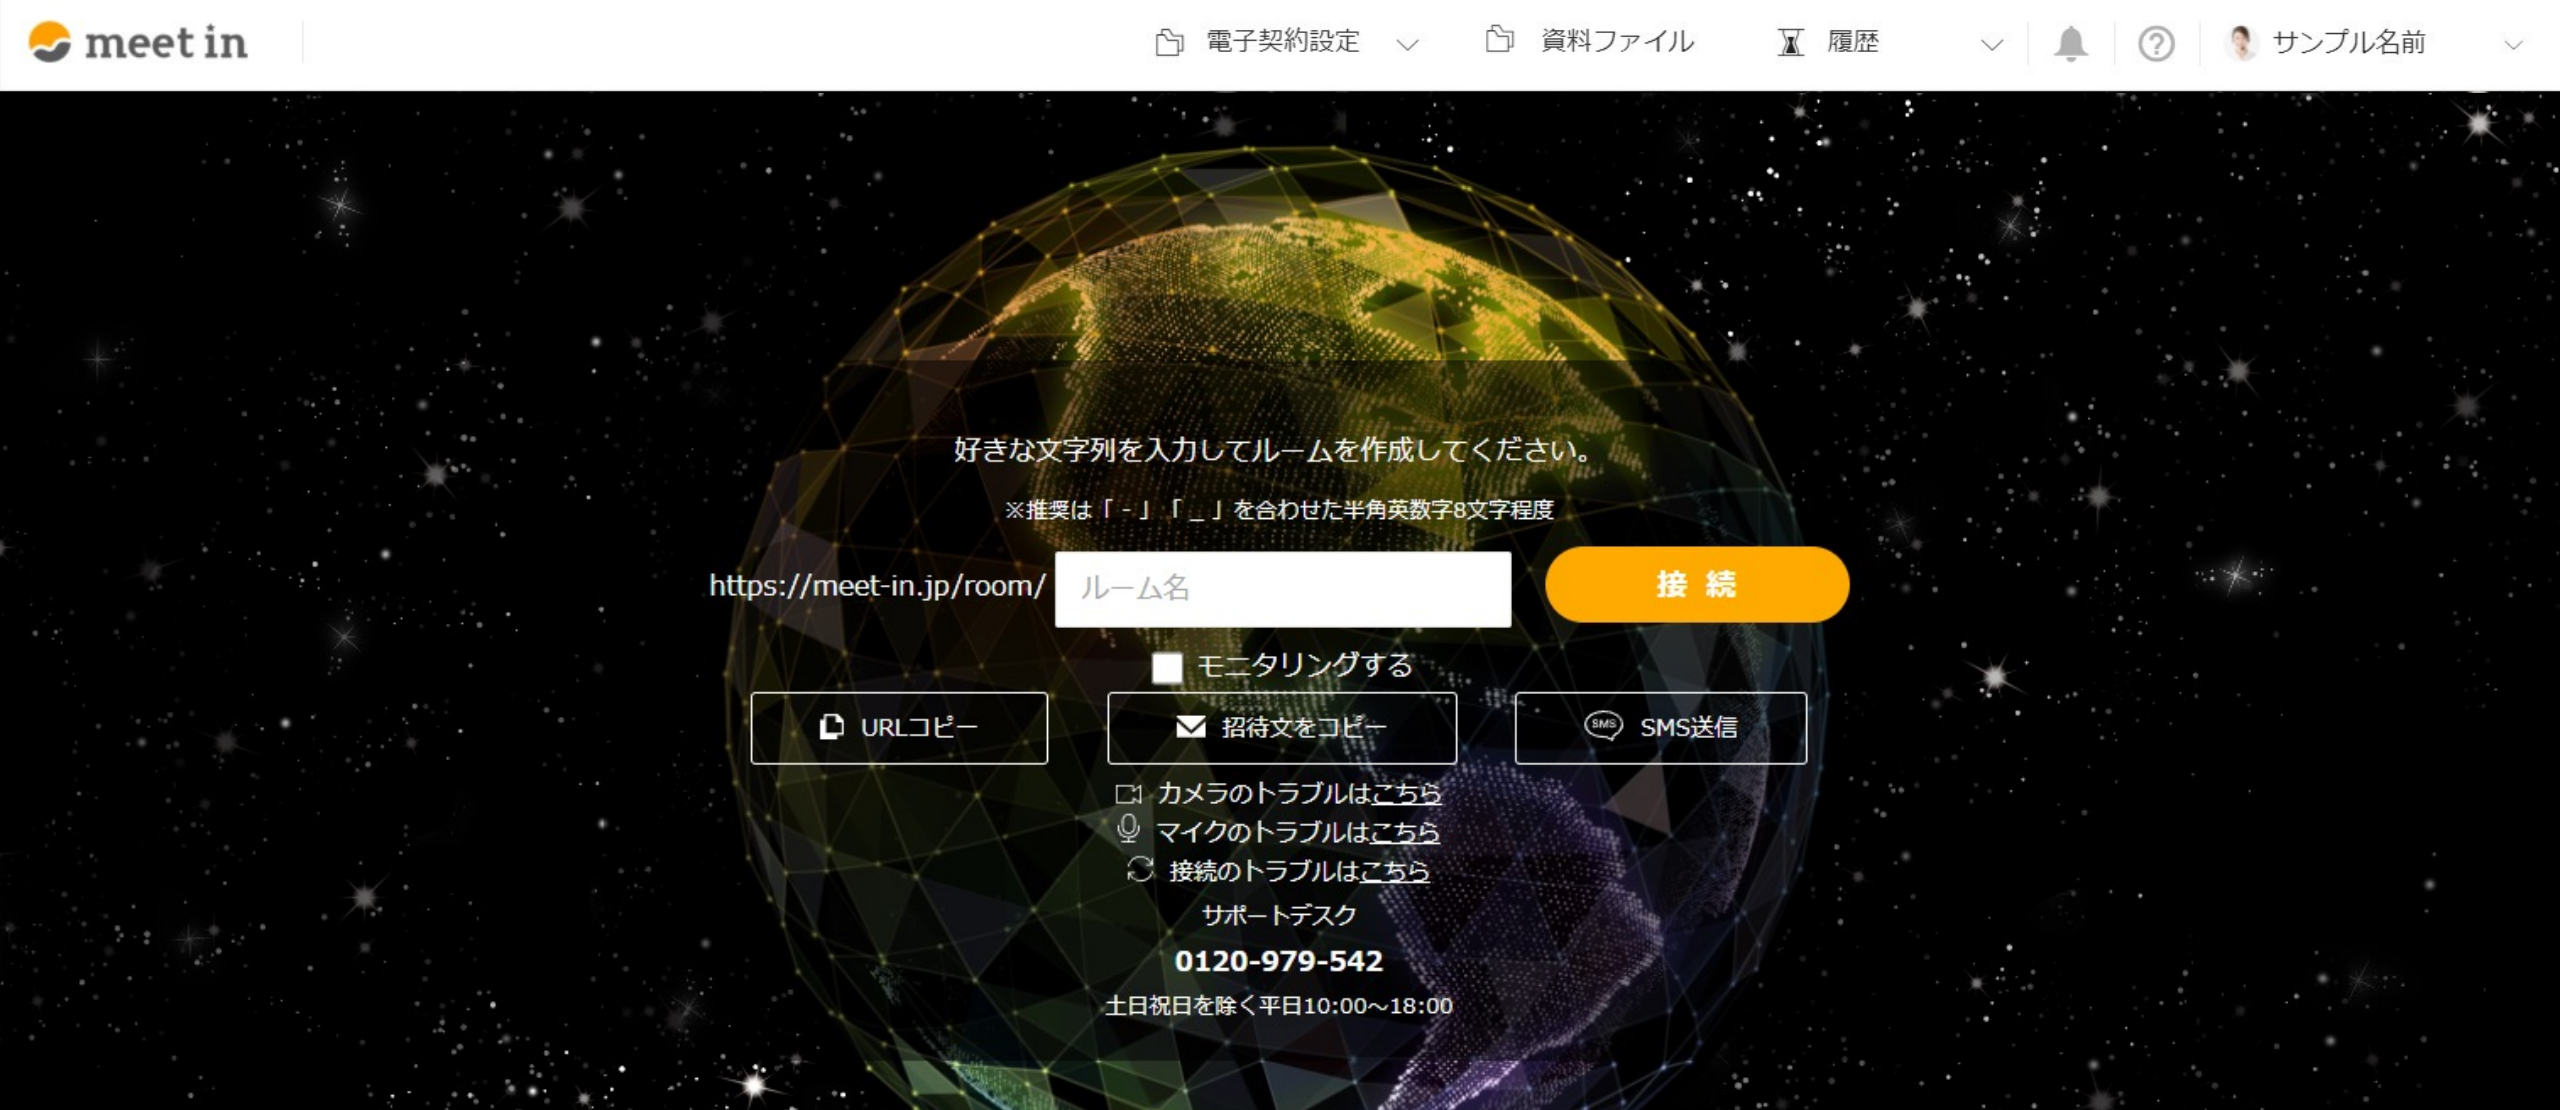 meet in
電子契約設定
資料ファイル
履歴
サンプル名前
好きな文字列を入力してルームを作成してください。
※推奨は「 - 」「 _ 」を合わせた半角英数字8文字程度
https://meet-in.jp/room/
ルーム名
接 続
モニタリングする
URLコピー
招待文をコピー
SMS SMS送信
カメラのトラブルはこちら
マイクのトラブルはこちら
接続のトラブルはこちら
サポートデスク
0120-979-542
土日祝日を除く平日10:00～18:00